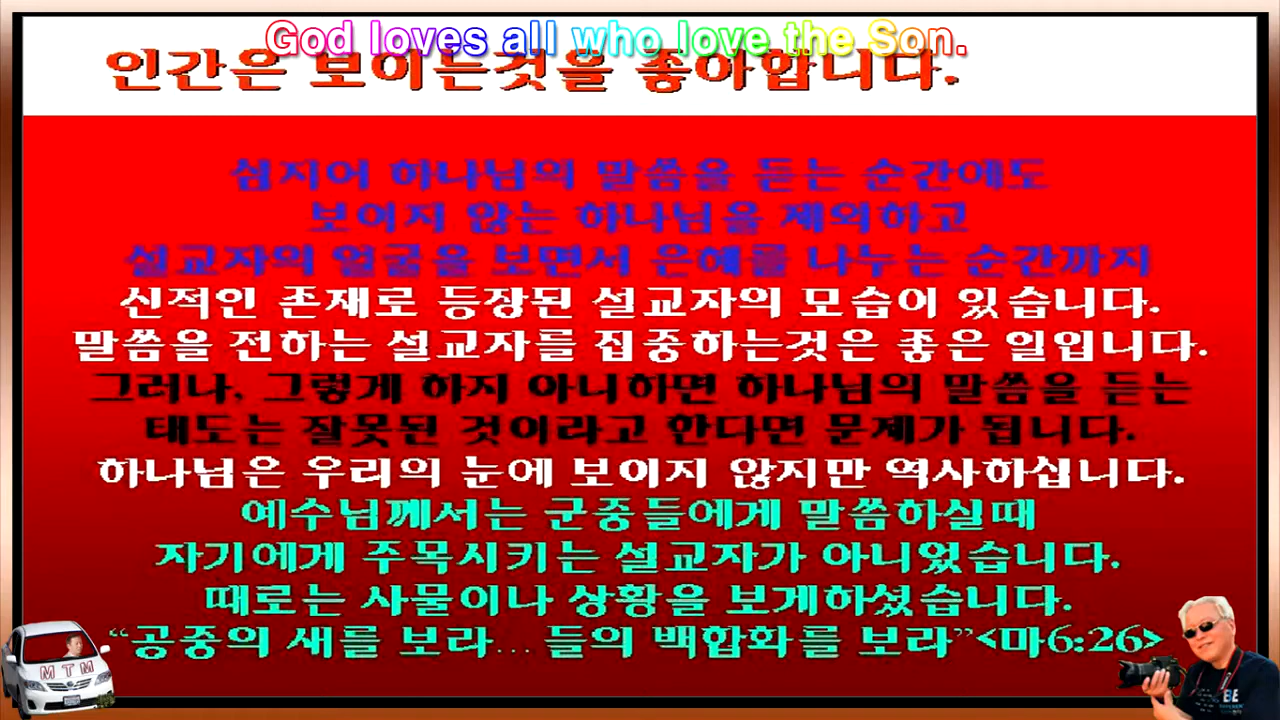 God loves all who love the Son.
인간은 보이는것을 좋아합니다.
심지어 하나님의 말씀을 듣는 순간에도
보이지 않는 하나님을 제외하고
설교자의 얼굴을 보면서 은혜를 나누는 순간까지
신적인 존재로 등장된 설교자의 모습이 있습니다.
말씀을 전하는 설교자를 집중하는것은 좋은 일입니다.
그러나, 그렇게 하지 아니하면 하나님의 말씀을 듣는
태도는 잘못된 것이라고 한다면 문제가 됩니다.
하나님은 우리의 눈에 보이지 않지만 역사하십니다.
예수님께서는 군중들에게 말씀하실때
자기에게 주목시키는 설교자가 아니었습니다.
때로는 사물이나 상황을 보게하셨습니다.
“공중의 새를 보라... 들의 백합화를 보라”<마6:26>
M T M